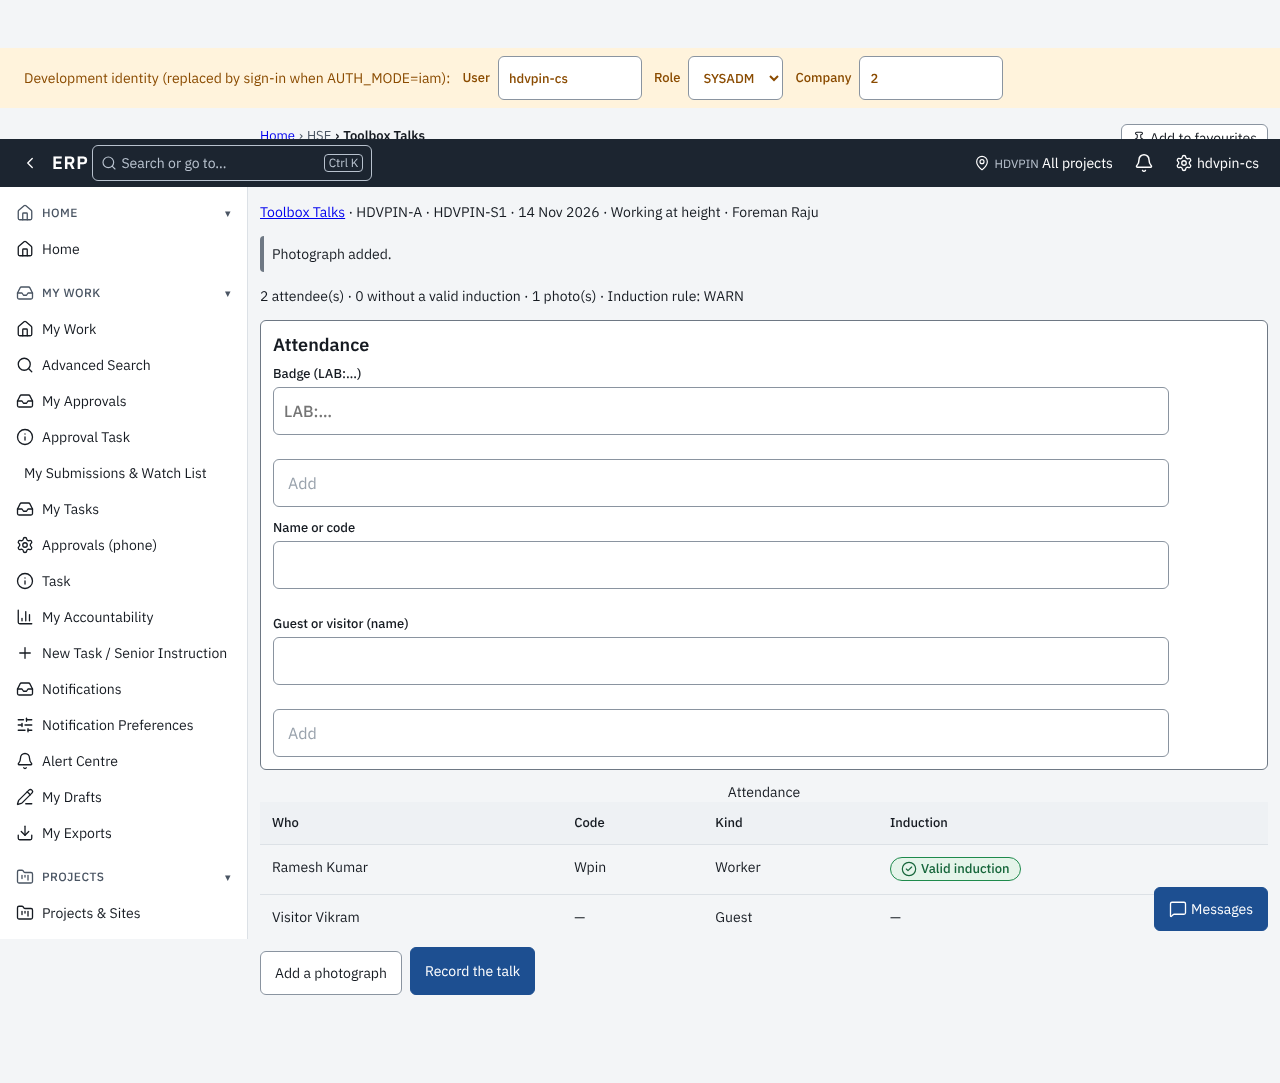 Development identity (replaced by sign-in when AUTH_MODE=iam): User hdvpin-cs Role SYSADM Company 2
Home › HSE › Toolbox Talks
Add to favourites
ERP Search or go to... Ctrl K HDVPIN All projects hdvpin-cs
HOME
Home
MY WORK
My Work
Advanced Search
My Approvals
Approval Task
My Submissions & Watch List
My Tasks
Approvals (phone)
Task
My Accountability
New Task / Senior Instruction
Notifications
Notification Preferences
Alert Centre
My Drafts
My Exports
PROJECTS
Projects & Sites
Toolbox Talks · HDVPIN-A · HDVPIN-S1 · 14 Nov 2026 · Working at height · Foreman Raju
Photograph added.
2 attendee(s) · 0 without a valid induction · 1 photo(s) · Induction rule: WARN
Attendance
Badge (LAB:...)
LAB:...
Add
Name or code
Guest or visitor (name)
Add
Attendance
Who Code Kind Induction
Ramesh Kumar Wpin Worker Valid induction
Visitor Vikram — Guest —
Messages
Add a photograph Record the talk